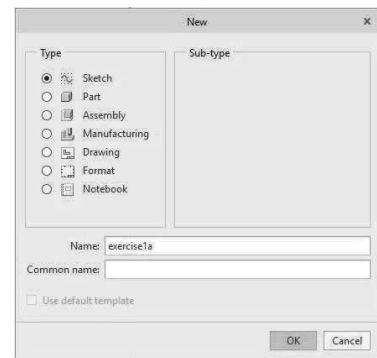 New x
Type
Sub-type
Sketch
Part
Assembly
Manufacturing
Drawing
Format
Notebook
Name: exercise1a
Common name:
Use default template
OK Cancel